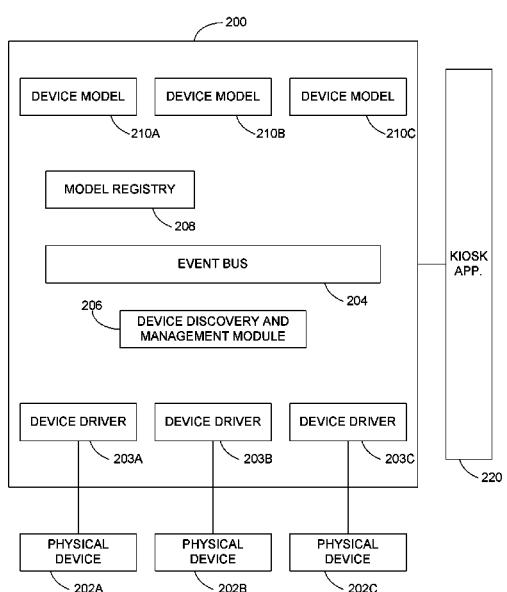 200
DEVICE MODEL DEVICE MODEL DEVICE MODEL
210A 210B 210C
MODEL REGISTRY
208
EVENT BUS
204
KIOSK
APP.
206
DEVICE DISCOVERY AND
MANAGEMENT MODULE
DEVICE DRIVER DEVICE DRIVER DEVICE DRIVER
203A 203B 203C
220
PHYSICAL
DEVICE
PHYSICAL
DEVICE
PHYSICAL
DEVICE
202A 202B 202C